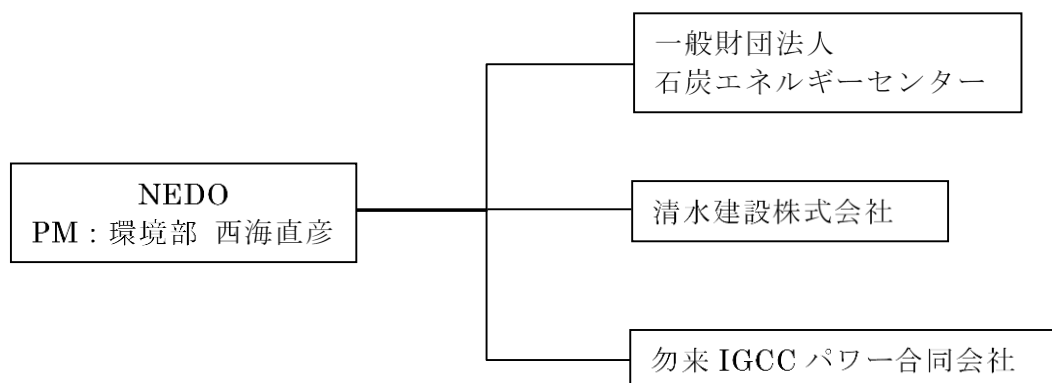 一般財団法人
石炭エネルギーセンター
NEDO
PM：環境部 西海直彦
清水建設株式会社
勿来 IGCC パワー合同会社